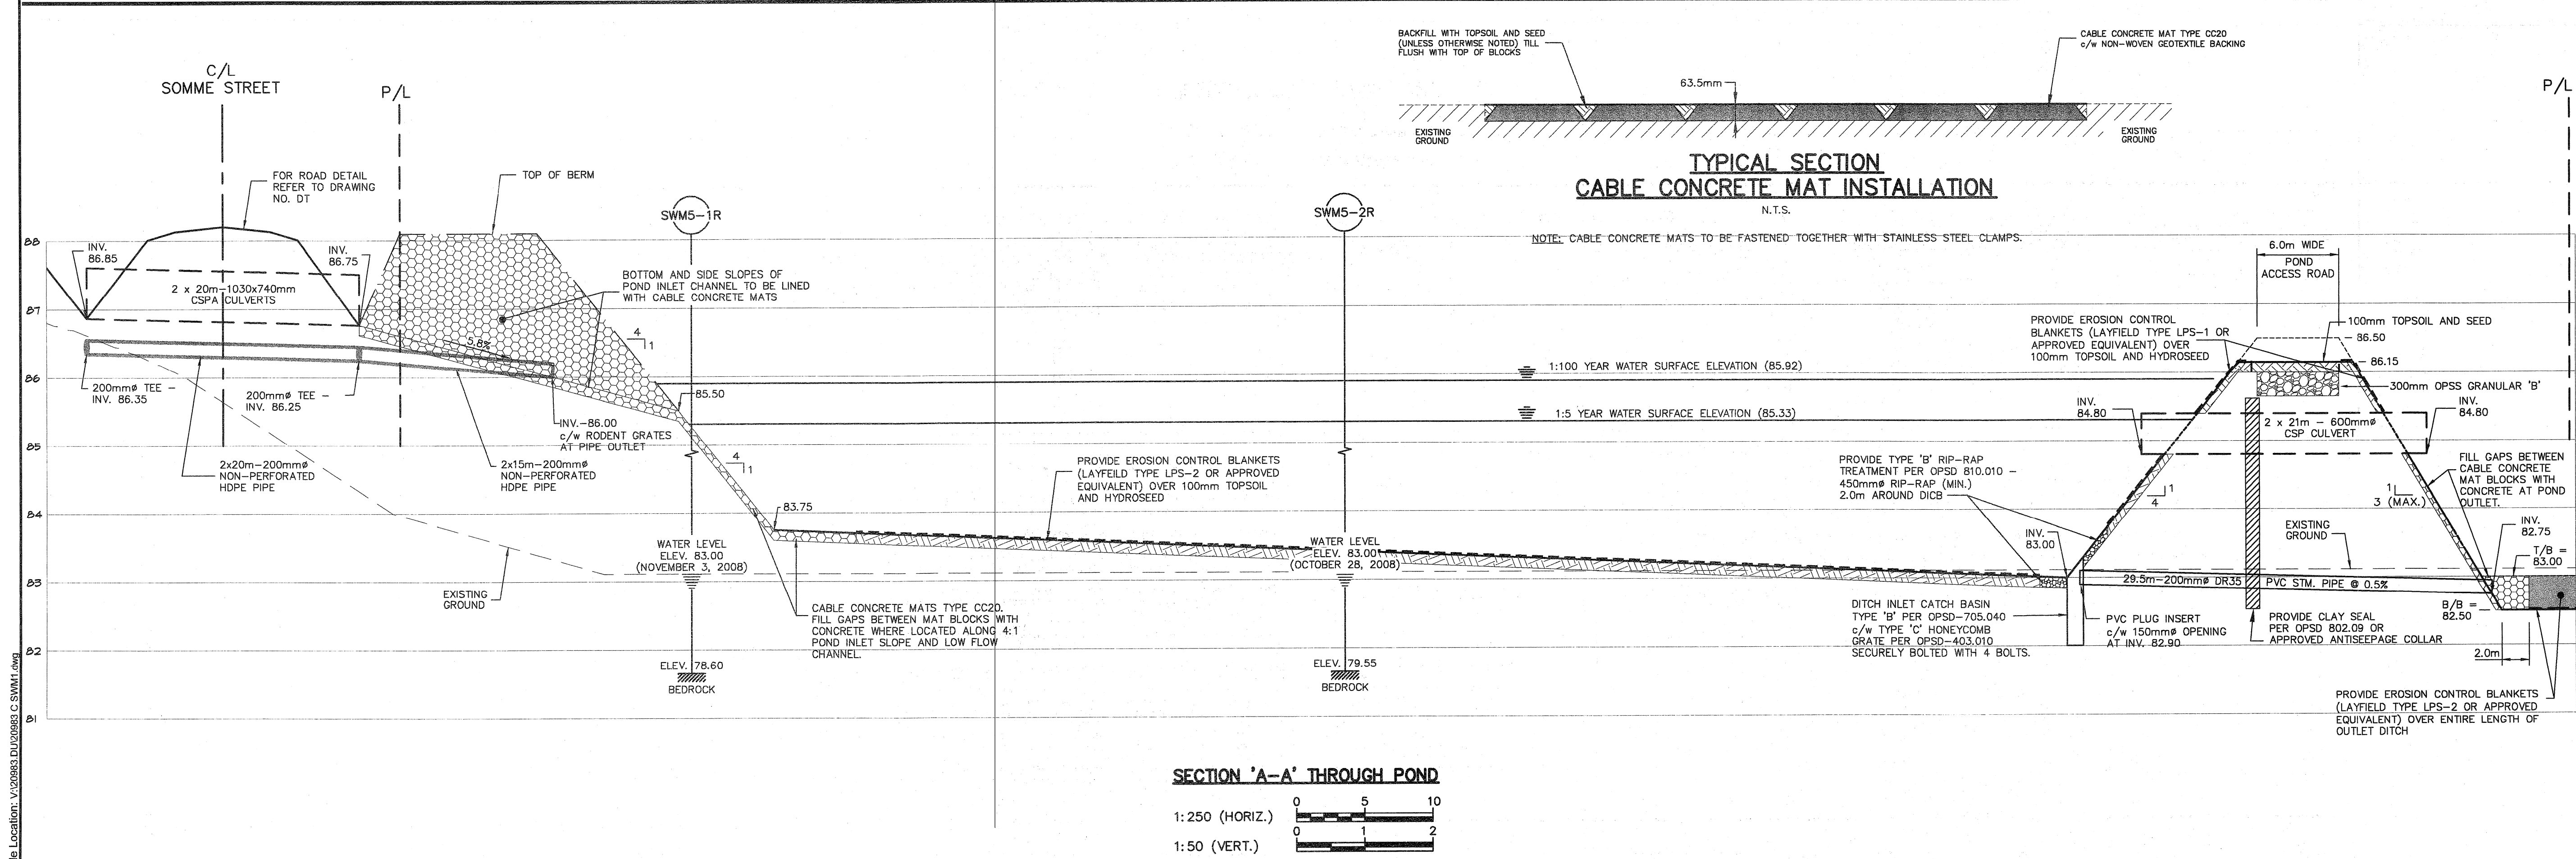 BACKFILL WITH TOPSOIL AND SEED
(UNLESS OTHERWISE NOTED) TILL
FLUSH WITH TOP OF BLOCKS
CABLE CONCRETE MAT TYPE CC20
c/w NON-WOVEN GEOTEXTILE BACKING
63.5mm
EXISTING
GROUND
EXISTING
GROUND
TYPICAL SECTION
CABLE CONCRETE MAT INSTALLATION
N.T.S.
NOTE: CABLE CONCRETE MATS TO BE FASTENED TOGETHER WITH STAINLESS STEEL CLAMPS.
C/L
SOMME STREET
P/L
P/L
FOR ROAD DETAIL
REFER TO DRAWING
NO. DT
TOP OF BERM
SWM5-1R
SWM5-2R
88
87
86
85
84
83
82
81
INV.
86.85
INV.
86.75
2 x 20m-1030x740mm
CSPA CULVERTS
BOTTOM AND SIDE SLOPES OF
POND INLET CHANNEL TO BE LINED
WITH CABLE CONCRETE MATS
4
1
5.8%
200mmø TEE -
INV. 86.35
200mmø TEE -
INV. 86.25
85.50
INV.-86.00
c/w RODENT GRATES
AT PIPE OUTLET
2x20m-200mmø
NON-PERFORATED
HDPE PIPE
2x15m-200mmø
NON-PERFORATED
HDPE PIPE
4
1
83.75
EXISTING
GROUND
WATER LEVEL
ELEV. 83.00
(NOVEMBER 3, 2008)
ELEV. 78.60
BEDROCK
CABLE CONCRETE MATS TYPE CC20.
FILL GAPS BETWEEN MAT BLOCKS WITH
CONCRETE WHERE LOCATED ALONG 4:1
POND INLET SLOPE AND LOW FLOW
CHANNEL.
PROVIDE EROSION CONTROL BLANKETS
(LAYFEILD TYPE LPS-2 OR APPROVED
EQUIVALENT) OVER 100mm TOPSOIL
AND HYDROSEED
WATER LEVEL
ELEV. 83.00
(OCTOBER 28, 2008)
ELEV. 79.55
BEDROCK
1:100 YEAR WATER SURFACE ELEVATION (85.92)
1:5 YEAR WATER SURFACE ELEVATION (85.33)
6.0m WIDE
POND
ACCESS ROAD
PROVIDE EROSION CONTROL
BLANKETS (LAYFIELD TYPE LPS-1 OR
APPROVED EQUIVALENT) OVER
100mm TOPSOIL AND HYDROSEED
100mm TOPSOIL AND SEED
86.50
86.15
300mm OPSS GRANULAR 'B'
INV.
84.80
INV.
84.80
2 x 21m - 600mmø
CSP CULVERT
PROVIDE TYPE 'B' RIP-RAP
TREATMENT PER OPSD 810.010 -
450mmø RIP-RAP (MIN.)
2.0m AROUND DICB
1
4
1
3 (MAX.)
FILL GAPS BETWEEN
CABLE CONCRETE
MAT BLOCKS WITH
CONCRETE AT POND
OUTLET.
INV.
83.00
EXISTING
GROUND
INV.
82.75
T/B =
83.00
29.5m-200mmø DR35 PVC STM. PIPE @ 0.5%
B/B =
82.50
DITCH INLET CATCH BASIN
TYPE 'B' PER OPSD-705.040
c/w TYPE 'C' HONEYCOMB
GRATE PER OPSD-403.010
SECURELY BOLTED WITH 4 BOLTS.
PVC PLUG INSERT
c/w 150mmø OPENING
AT INV. 82.90
PROVIDE CLAY SEAL
PER OPSD 802.09 OR
APPROVED ANTISEEPAGE COLLAR
2.0m
PROVIDE EROSION CONTROL BLANKETS
(LAYFIELD TYPE LPS-2 OR APPROVED
EQUIVALENT) OVER ENTIRE LENGTH OF
OUTLET DITCH
SECTION 'A-A' THROUGH POND
1:250 (HORIZ.)
0 5 10
1:50 (VERT.)
0 1 2
le Location: V:\20983.DU\20983 C SWM1.dwg